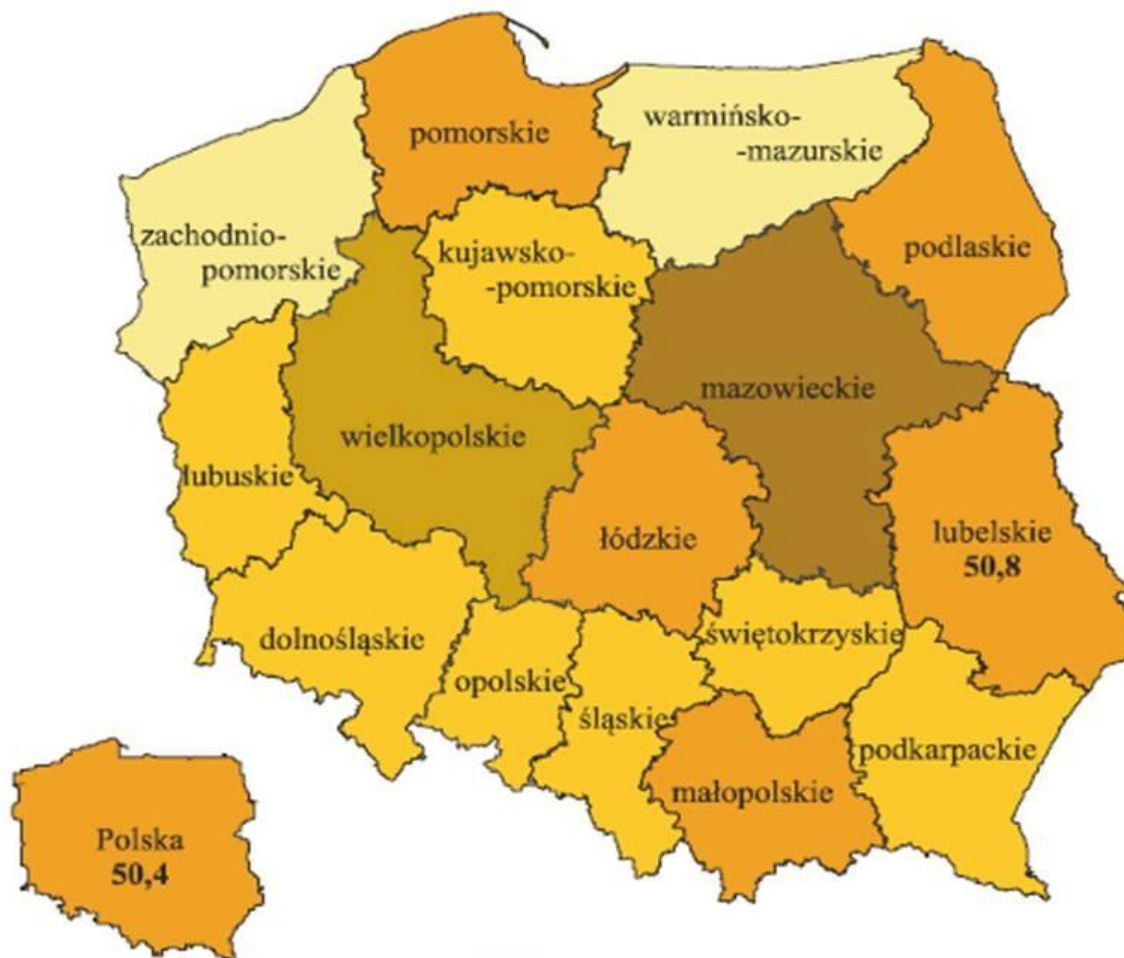 pomorskie
warmińsko-
-mazurskie
zachodnio-
pomorskie
kujawsko-
-pomorskie
podlaskie
mazowieckie
wielkopolskie
lubuskie
łódzkie
lubelskie
50,8
dolnośląskie
świętokrzyskie
opolskie
śląskie
podkarpackie
małopolskie
Polska
50,4